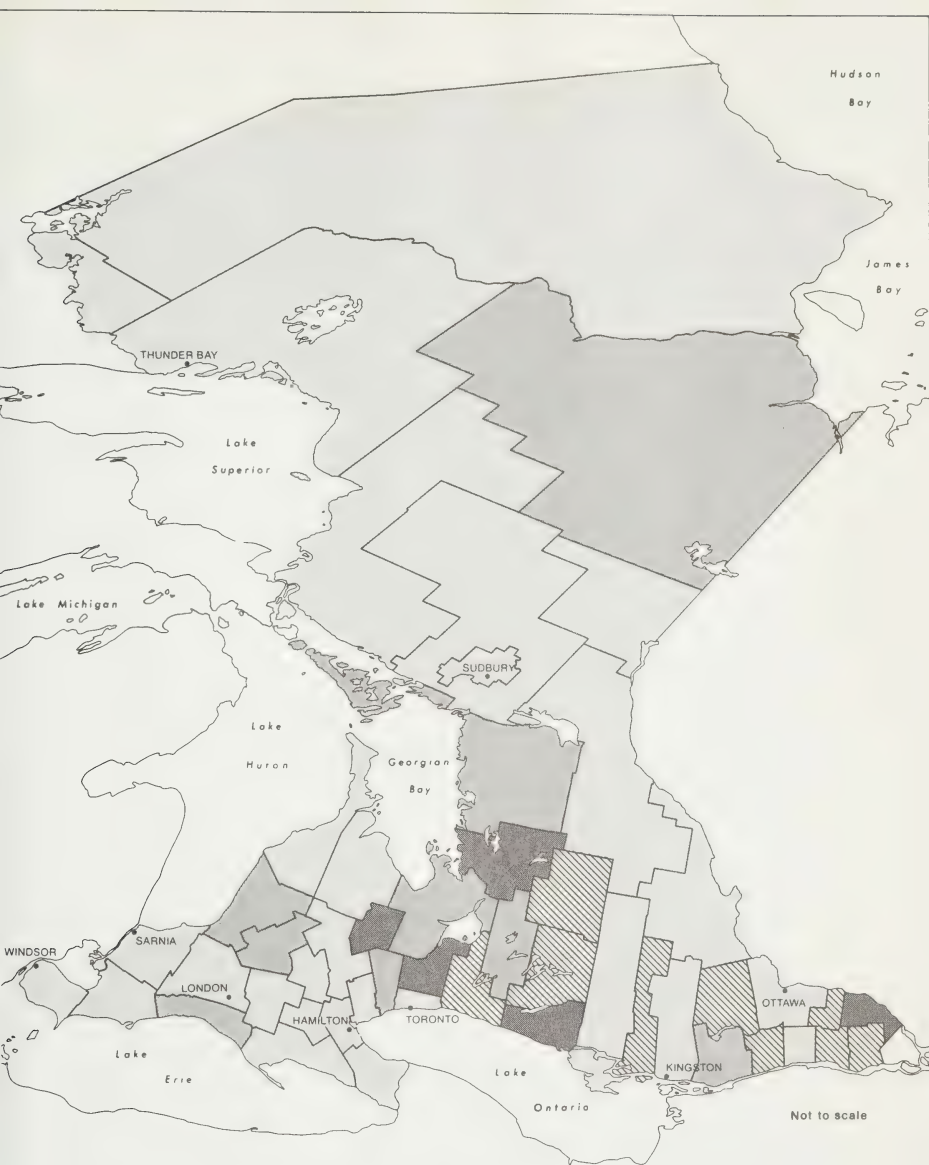 Hudson
Bay
James
Bay
THUNDER BAY
Lake
Superior
Lake Michigan
SUDBURY
Lake
Huron
Georgian
Bay
SARNIA
WINDSOR
LONDON
OTTAWA
HAMILTON
TORONTO
KINGSTON
Lake
Erie
Lake
Ontario
Not to scale